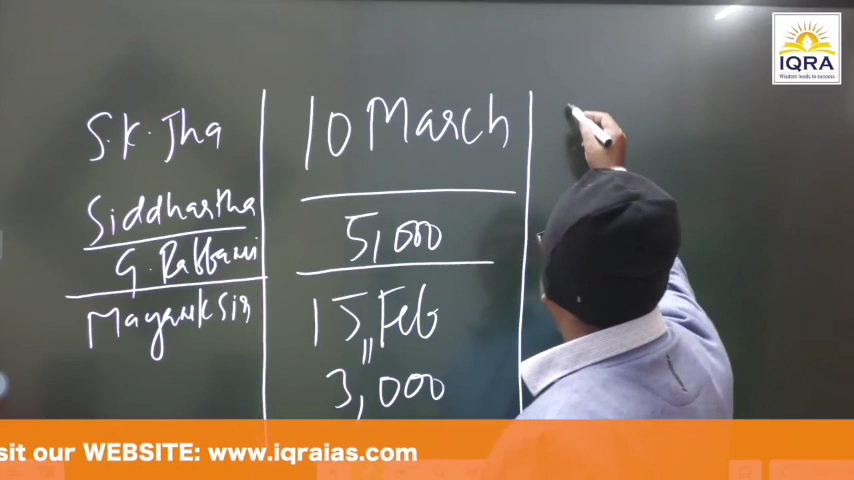 S.K. Jha
Siddhartha
G. Rabbani
Mayank Sir
10 March
5,000
15 Feb
3,000
IQRA
Wisdom leads to success
sit our WEBSITE: www.iqraias.com